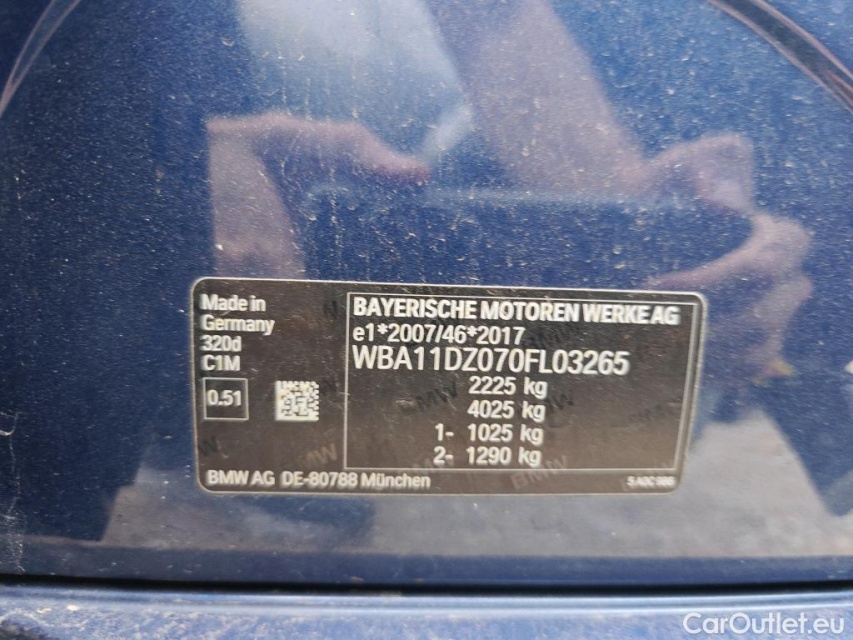 Made in
Germany
320d
C1M
0.51
BAYERISCHE MOTOREN WERKE AG
e1*2007/46*2017
WBA11DZ070FL03265
2225 kg
4025 kg
1- 1025 kg
2- 1290 kg
BMW AG DE-80788 München
CarOutlet.eu